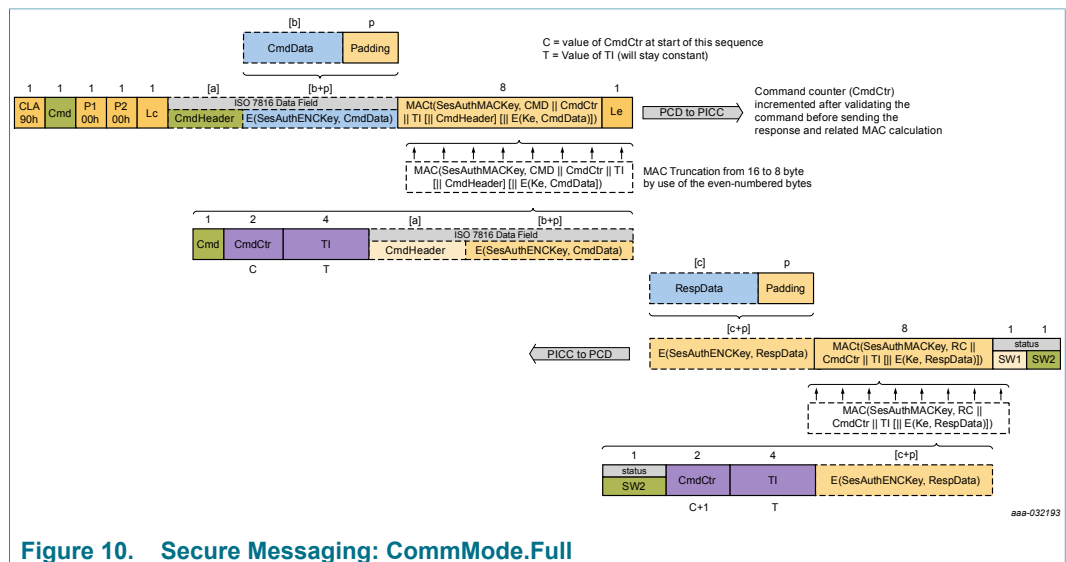 [b] p
CmdData Padding
C = value of CmdCtr at start of this sequence
T = Value of TI (will stay constant)
1 1 1 1 1 [a] [b+p] 8 1
CLA 90h
Cmd
P1 00h
P2 00h
Lc
ISO 7816 Data Field
CmdHeader E(SesAuthENCKey, CmdData)
MACt(SesAuthMACKey, CMD || CmdCtr
|| TI [|| CmdHeader] [|| E(Ke, CmdData)])
Le
PCD to PICC
Command counter (CmdCtr)
incremented after validating the
command before sending the
response and related MAC calculation
MAC(SesAuthMACKey, CMD || CmdCtr || TI
[|| CmdHeader] [|| E(Ke, CmdData)])
MAC Truncation from 16 to 8 byte
by use of the even-numbered bytes
1 2 4 [a] [b+p]
Cmd CmdCtr TI
ISO 7816 Data Field
CmdHeader E(SesAuthENCKey, CmdData)
C T
[c] p
RespData Padding
[c+p] 8 1 1
PICC to PCD
E(SesAuthENCKey, RespData)
MACt(SesAuthMACKey, RC ||
CmdCtr || TI [|| E(Ke, RespData)])
status
SW1 SW2
MAC(SesAuthMACKey, RC ||
CmdCtr || TI [|| E(Ke, RespData)])
1 2 4 [c+p]
status
SW2 CmdCtr TI E(SesAuthENCKey, RespData)
C+1 T
aaa-032193
Figure 10. Secure Messaging: CommMode.Full